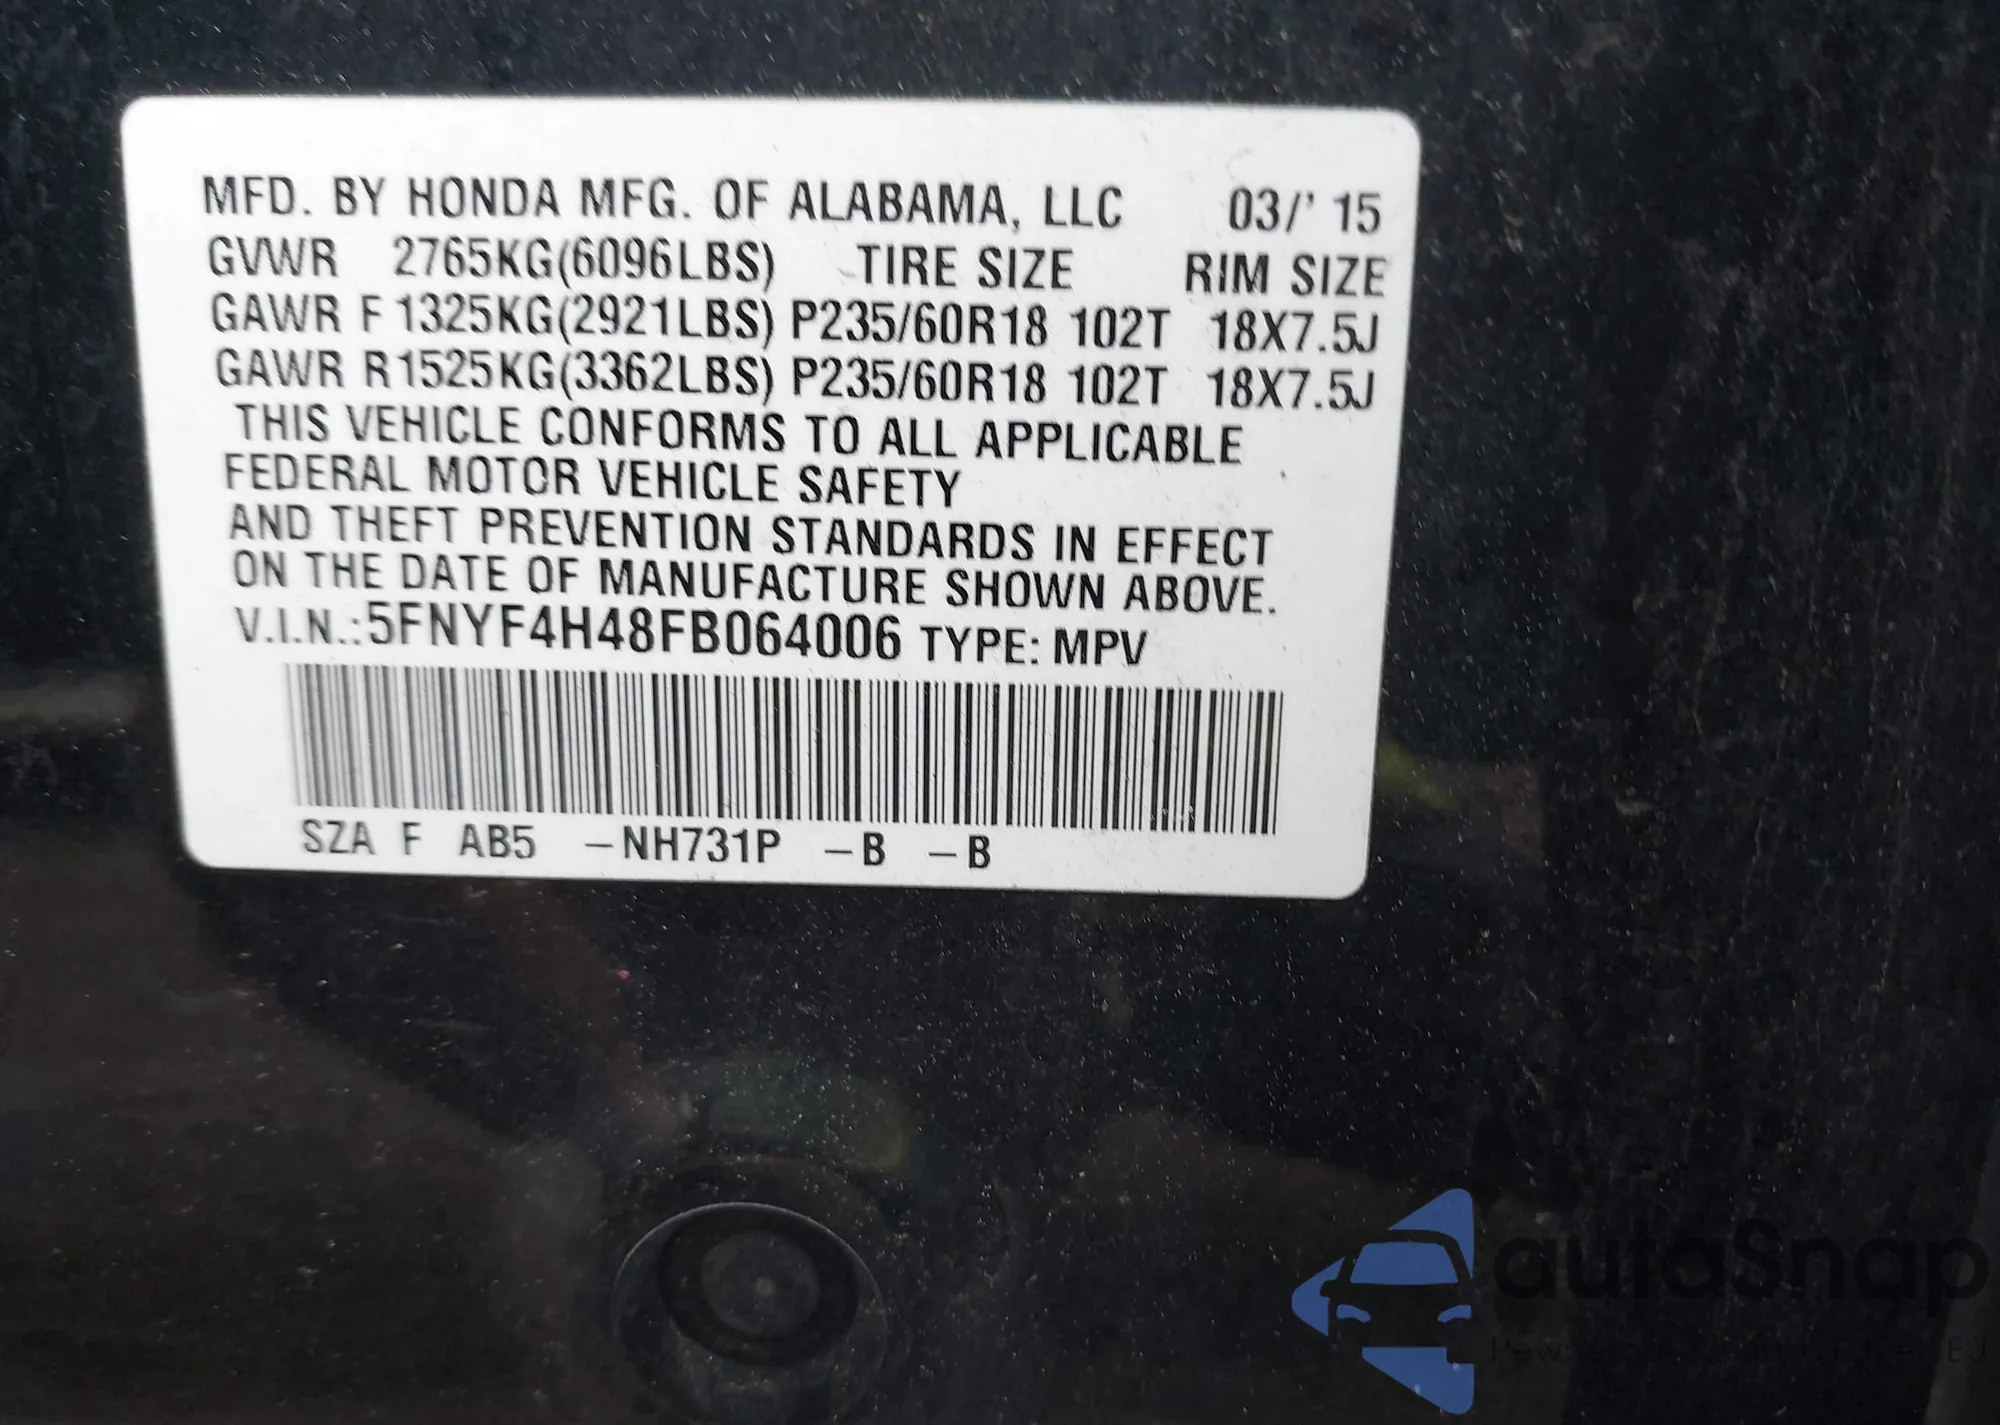 MFD. BY HONDA MFG. OF ALABAMA, LLC 03/' 15
GVWR 2765KG(6096LBS) TIRE SIZE RIM SIZE
GAWR F 1325KG(2921LBS) P235/60R18 102T 18X7.5J
GAWR R 1525KG(3362LBS) P235/60R18 102T 18X7.5J
THIS VEHICLE CONFORMS TO ALL APPLICABLE
FEDERAL MOTOR VEHICLE SAFETY
AND THEFT PREVENTION STANDARDS IN EFFECT
ON THE DATE OF MANUFACTURE SHOWN ABOVE.
V.I.N.:5FNYF4H48FB064006 TYPE: MPV
SZA F AB5 –NH731P –B –B
autaSnap